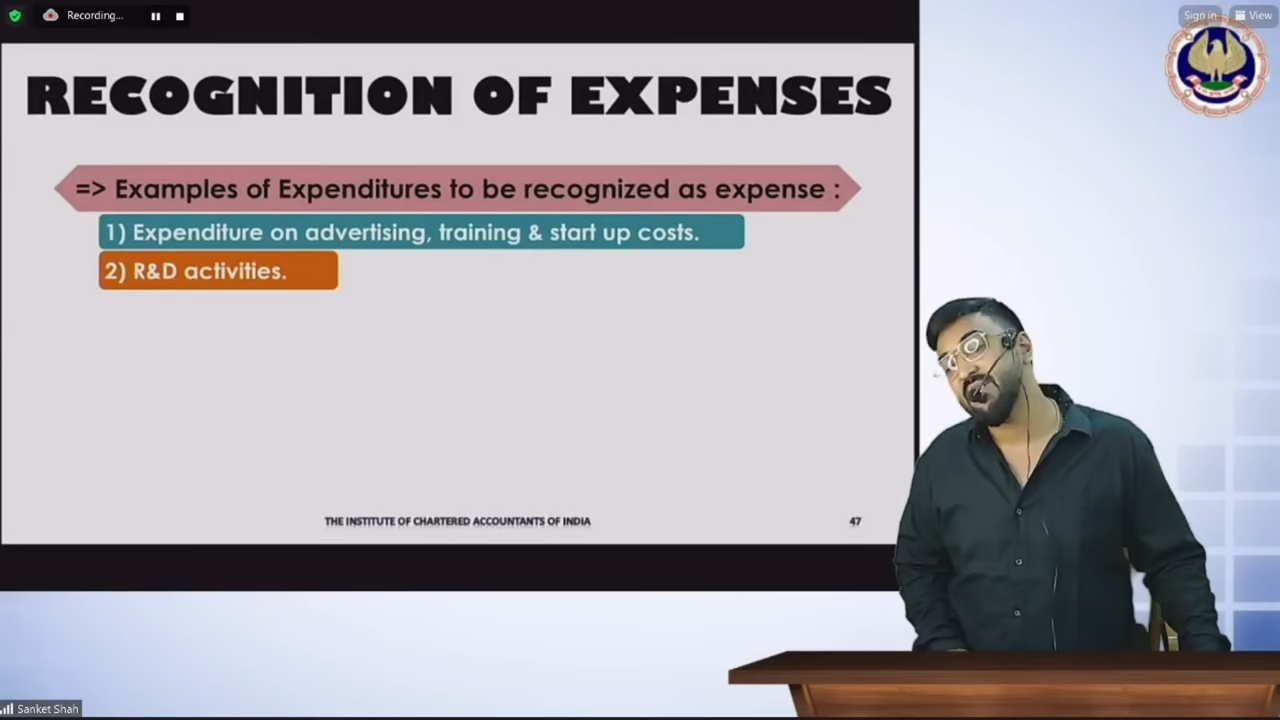 Recording...
Sign in
View
RECOGNITION OF EXPENSES
=> Examples of Expenditures to be recognized as expense :
1) Expenditure on advertising, training & start up costs.
2) R&D activities.
THE INSTITUTE OF CHARTERED ACCOUNTANTS OF INDIA
47
Sanket Shah